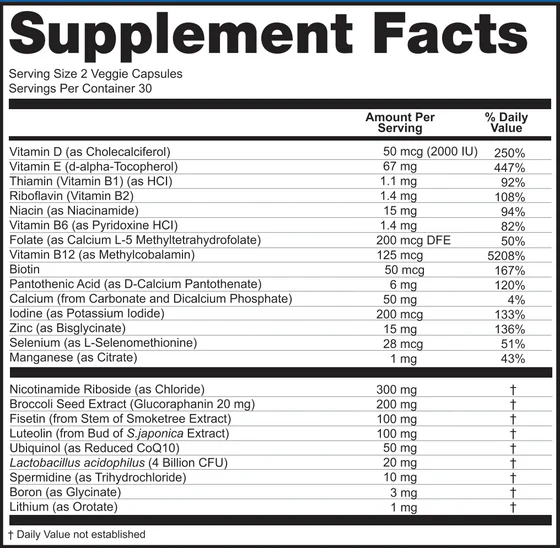 Supplement Facts
Serving Size 2 Veggie Capsules
Servings Per Container 30
Amount Per Serving % Daily Value
Vitamin D (as Cholecalciferol) 50 mcg (2000 IU) 250%
Vitamin E (d-alpha-Tocopherol) 67 mg 447%
Thiamin (Vitamin B1) (as HCI) 1.1 mg 92%
Riboflavin (Vitamin B2) 1.4 mg 108%
Niacin (as Niacinamide) 15 mg 94%
Vitamin B6 (as Pyridoxine HCI) 1.4 mg 82%
Folate (as Calcium L-5 Methyltetrahydrofolate) 200 mcg DFE 50%
Vitamin B12 (as Methylcobalamin) 125 mcg 5208%
Biotin 50 mcg 167%
Pantothenic Acid (as D-Calcium Pantothenate) 6 mg 120%
Calcium (from Carbonate and Dicalcium Phosphate) 50 mg 4%
Iodine (as Potassium Iodide) 200 mcg 133%
Zinc (as Bisglycinate) 15 mg 136%
Selenium (as L-Selenomethionine) 28 mcg 51%
Manganese (as Citrate) 1 mg 43%
Nicotinamide Riboside (as Chloride) 300 mg †
Broccoli Seed Extract (Glucoraphanin 20 mg) 200 mg †
Fisetin (from Stem of Smoketree Extract) 100 mg †
Luteolin (from Bud of S.japonica Extract) 100 mg †
Ubiquinol (as Reduced CoQ10) 50 mg †
Lactobacillus acidophilus (4 Billion CFU) 20 mg †
Spermidine (as Trihydrochloride) 10 mg †
Boron (as Glycinate) 3 mg †
Lithium (as Orotate) 1 mg †
† Daily Value not established